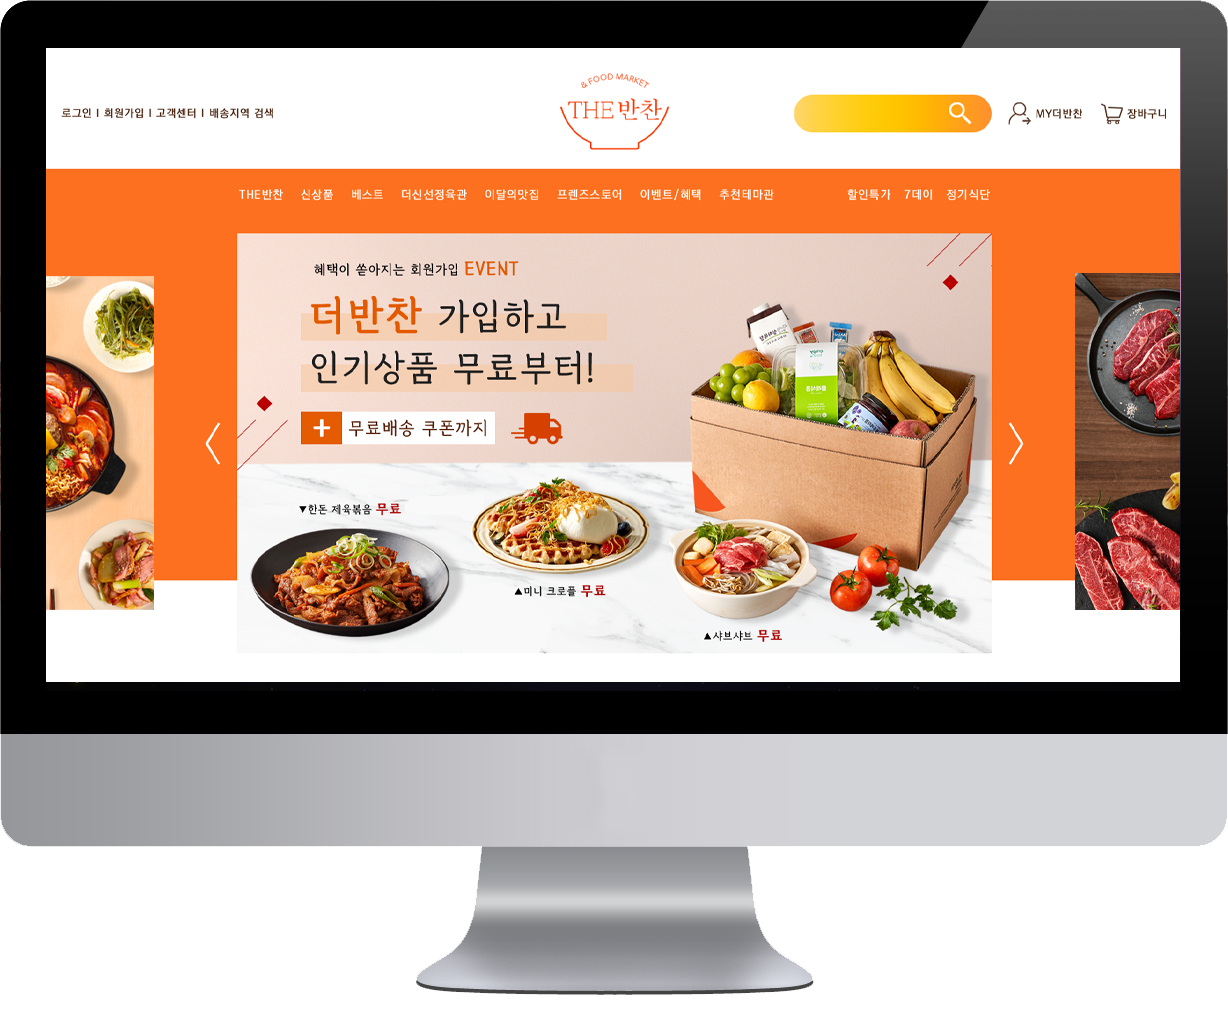 & FOOD MARKET
THE 반찬
로그인 I 회원가입 I 고객센터 I 배송지역 검색
MY더반찬
장바구니
THE반찬 신상품 베스트 더신선정육관 이달의맛집 프렌즈스토어 이벤트/혜택 추천테마관 할인특가 7데이 정기식단
혜택이 쏟아지는 회원가입 EVENT
더반찬 가입하고
인기상품 무료부터!
+ 무료배송 쿠폰까지
▼한돈 제육볶음 무료
▲미니 크로플 무료
▲샤브샤브 무료